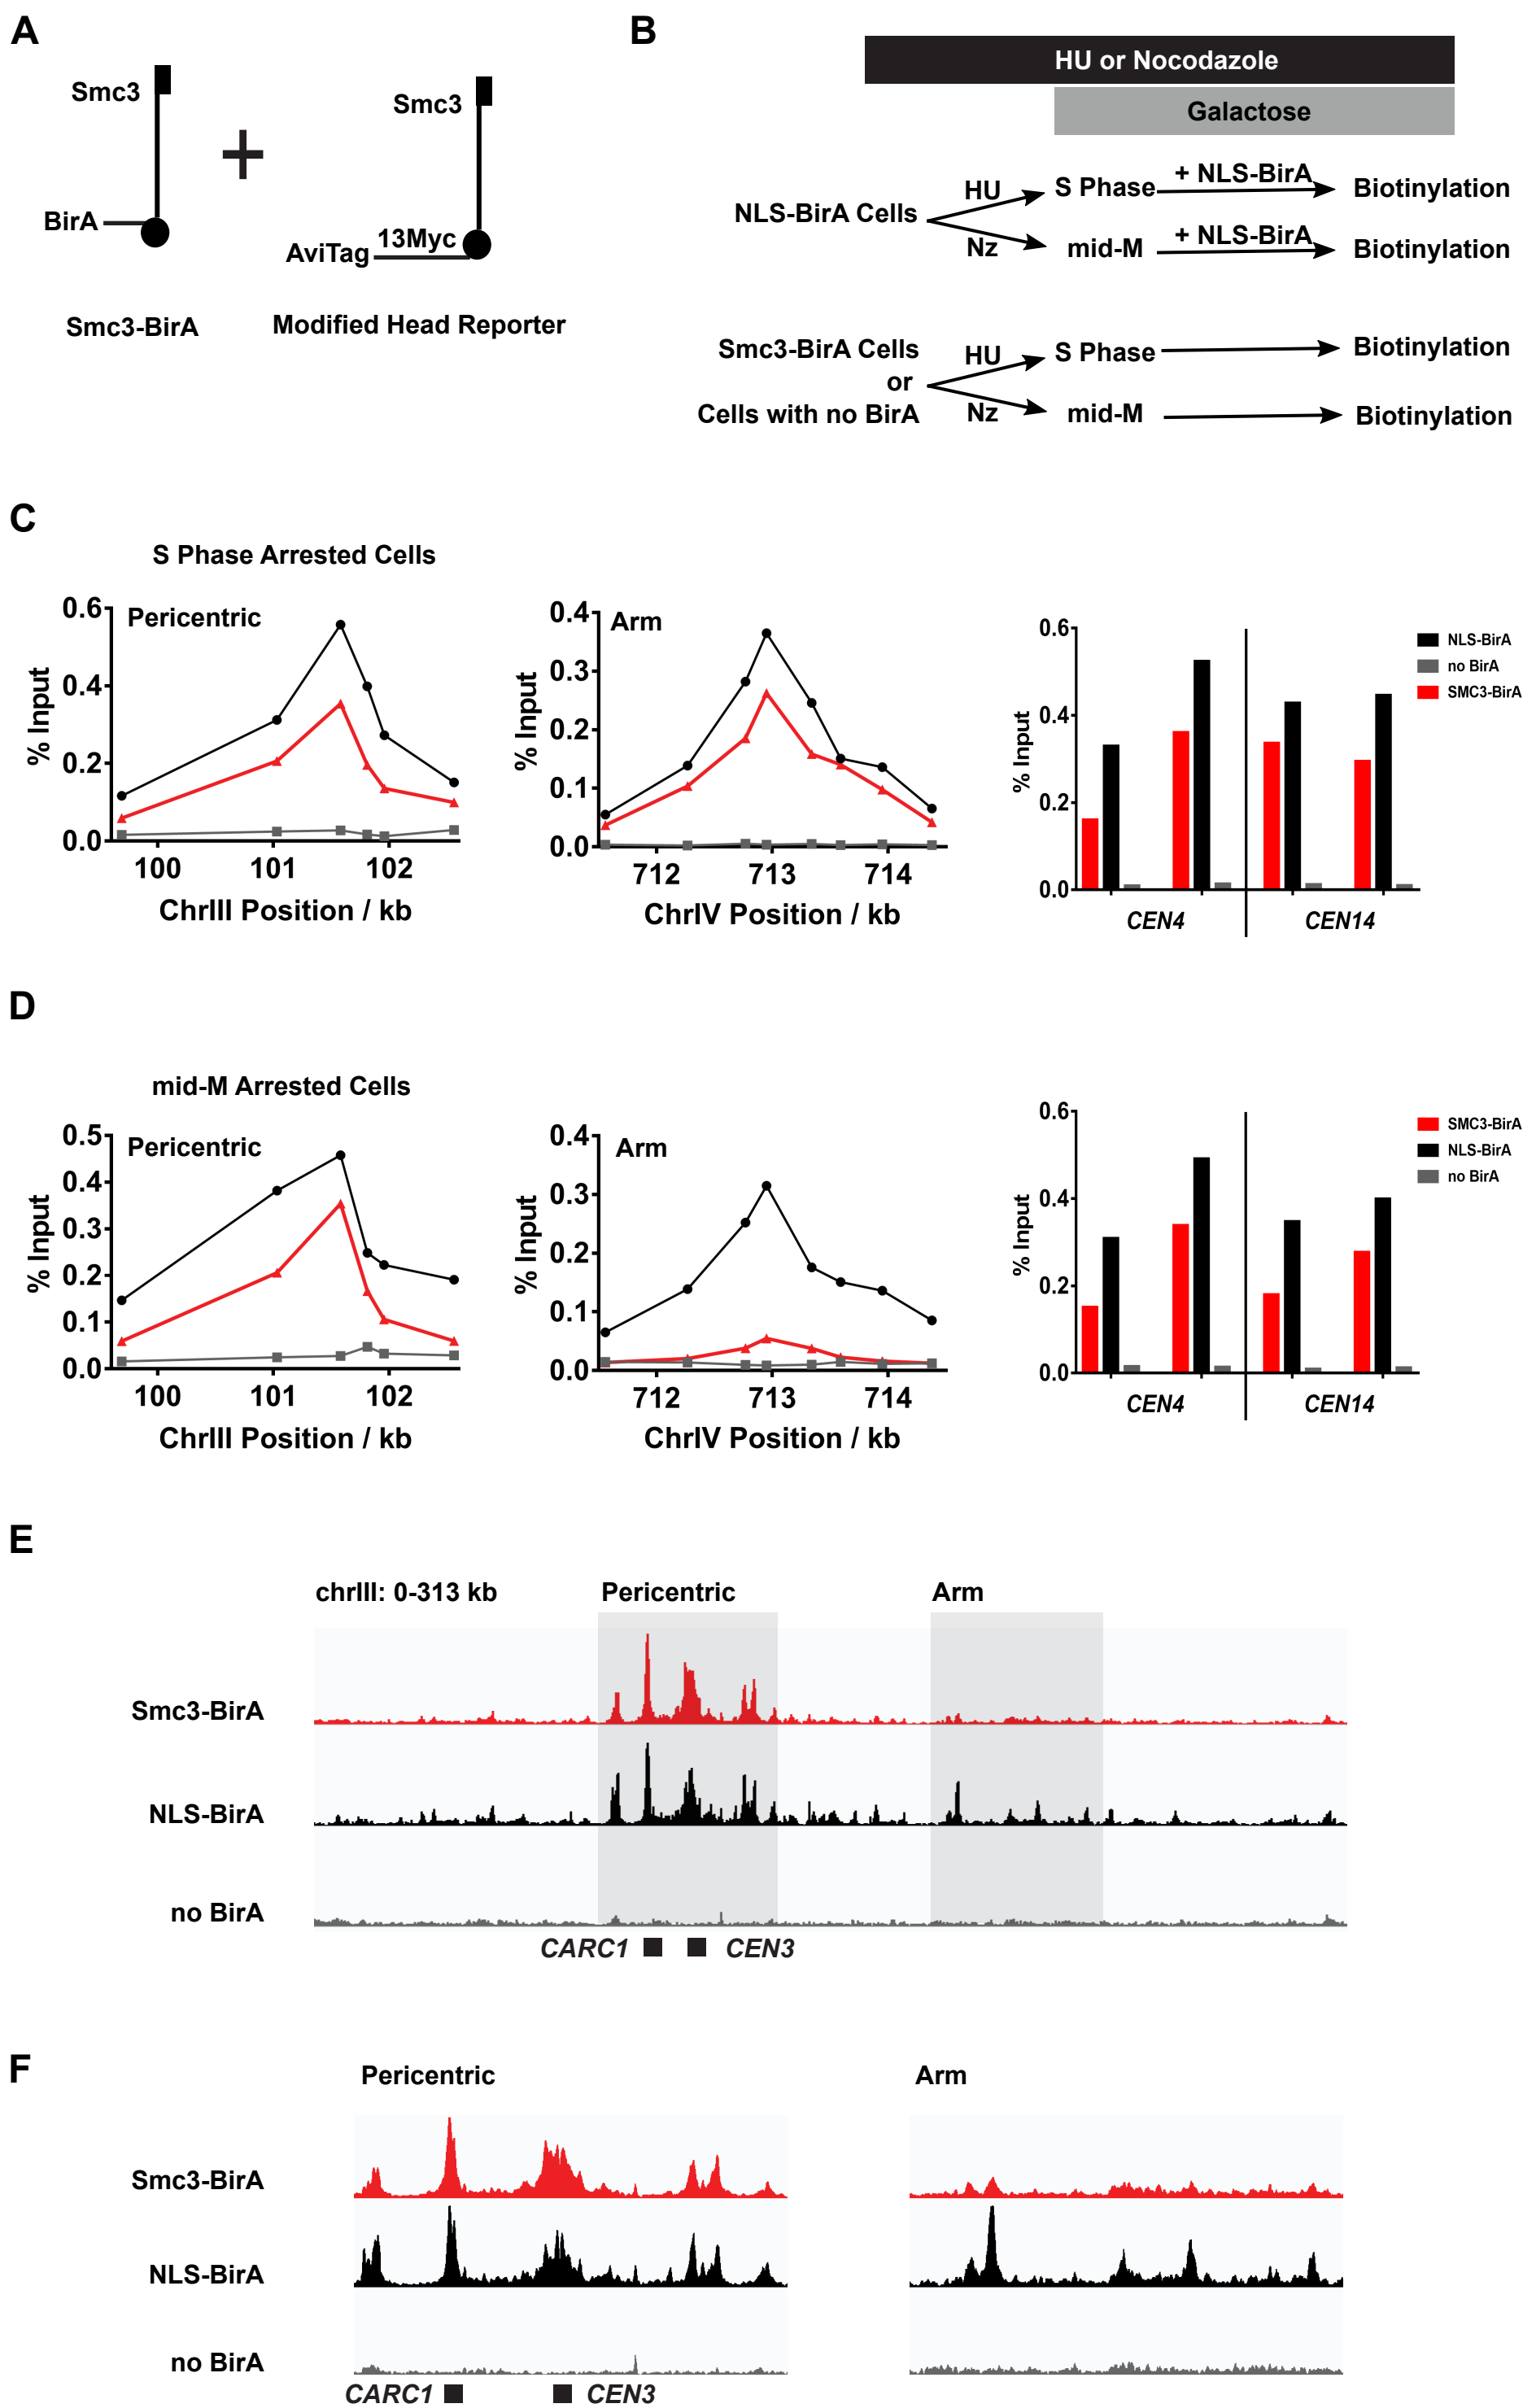 A
Smc3
BirA
Smc3-BirA
+
Smc3
13Myc
AviTag
Modified Head Reporter
B
HU or Nocodazole
Galactose
NLS-BirA Cells
HU
S Phase
+ NLS-BirA
Biotinylation
Nz
mid-M
+ NLS-BirA
Biotinylation
Smc3-BirA Cells
or
Cells with no BirA
HU
S Phase
Biotinylation
Nz
mid-M
Biotinylation
C
S Phase Arrested Cells
Pericentric
% Input
0.6
0.4
0.2
0.0
100 101 102
ChrIII Position / kb
Arm
% Input
0.4
0.3
0.2
0.1
0.0
712 713 714
ChrIV Position / kb
% Input
0.6
0.4
0.2
0.0
CEN4 CEN14
NLS-BirA
no BirA
SMC3-BirA
D
mid-M Arrested Cells
Pericentric
% Input
0.5
0.4
0.3
0.2
0.1
0.0
100 101 102
ChrIII Position / kb
Arm
% Input
0.4
0.3
0.2
0.1
0.0
712 713 714
ChrIV Position / kb
% Input
0.6
0.4
0.2
0.0
CEN4 CEN14
SMC3-BirA
NLS-BirA
no BirA
E
chrIII: 0-313 kb Pericentric Arm
Smc3-BirA
NLS-BirA
no BirA
CARC1 CEN3
F
Pericentric Arm
Smc3-BirA
NLS-BirA
no BirA
CARC1 CEN3